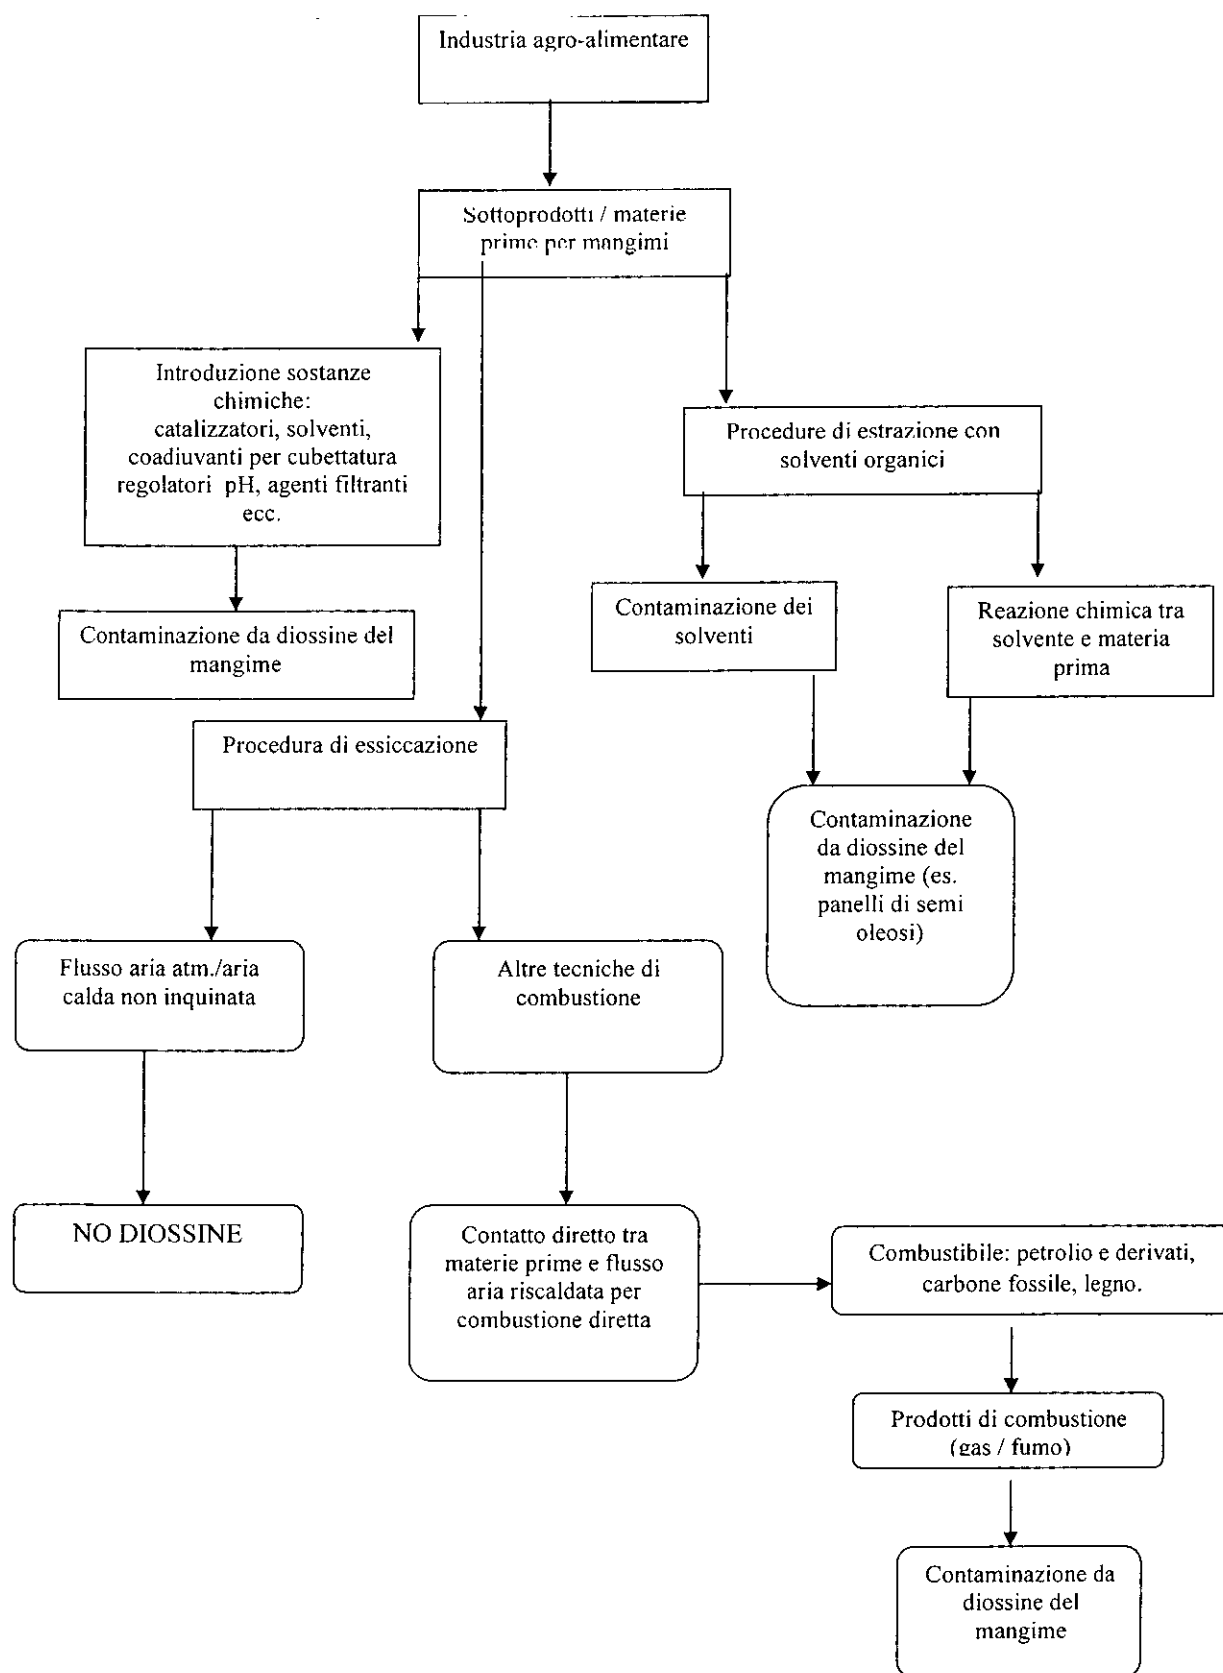 Industria agro-alimentare
Sottoprodotti / materie
prime per mangimi
Introduzione sostanze
chimiche:
catalizzatori, solventi,
coadiuvanti per cubettatura
regolatori pH, agenti filtranti
ecc.
Procedure di estrazione con
solventi organici
Contaminazione da diossine del
mangime
Contaminazione dei
solventi
Reazione chimica tra
solvente e materia
prima
Procedura di essiccazione
Contaminazione
da diossine del
mangime (es.
panelli di semi
oleosi)
Flusso aria atm./aria
calda non inquinata
Altre tecniche di
combustione
NO DIOSSINE
Contatto diretto tra
materie prime e flusso
aria riscaldata per
combustione diretta
Combustibile: petrolio e derivati,
carbone fossile, legno.
Prodotti di combustione
(gas / fumo)
Contaminazione da
diossine del
mangime